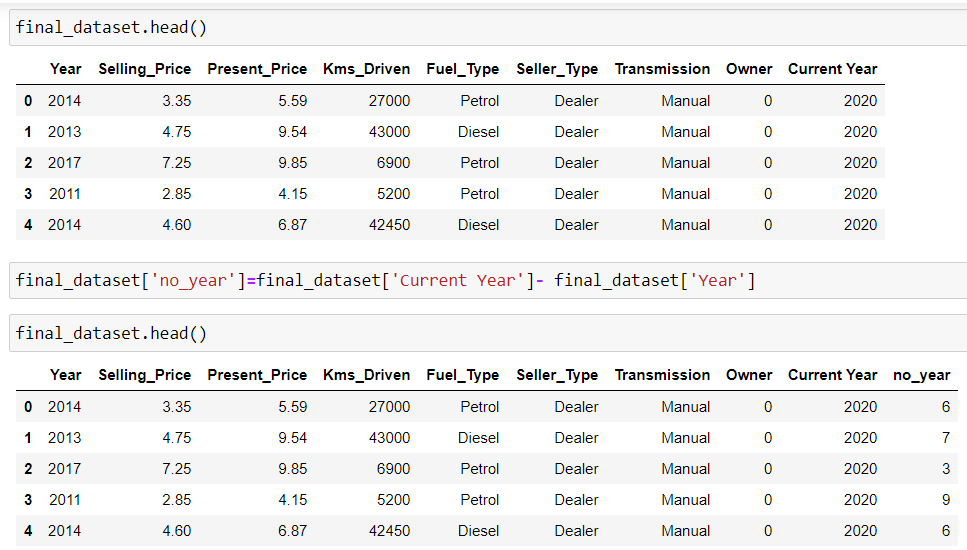 final_dataset.head()
Year Selling_Price Present_Price Kms_Driven Fuel_Type Seller_Type Transmission Owner Current Year
0 2014 3.35 5.59 27000 Petrol Dealer Manual 0 2020
1 2013 4.75 9.54 43000 Diesel Dealer Manual 0 2020
2 2017 7.25 9.85 6900 Petrol Dealer Manual 0 2020
3 2011 2.85 4.15 5200 Petrol Dealer Manual 0 2020
4 2014 4.60 6.87 42450 Diesel Dealer Manual 0 2020
final_dataset['no_year']=final_dataset['Current Year']- final_dataset['Year']
final_dataset.head()
Year Selling_Price Present_Price Kms_Driven Fuel_Type Seller_Type Transmission Owner Current Year no_year
0 2014 3.35 5.59 27000 Petrol Dealer Manual 0 2020 6
1 2013 4.75 9.54 43000 Diesel Dealer Manual 0 2020 7
2 2017 7.25 9.85 6900 Petrol Dealer Manual 0 2020 3
3 2011 2.85 4.15 5200 Petrol Dealer Manual 0 2020 9
4 2014 4.60 6.87 42450 Diesel Dealer Manual 0 2020 6